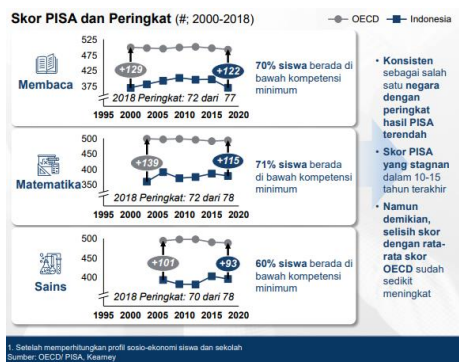 Skor PISA dan Peringkat (#; 2000-2018)
OECD
Indonesia
Membaca
525
475
425
375
+129
+122
2018 Peringkat: 72 dari 77
1995 2000 2005 2010 2015 2020
70% siswa berada di
bawah kompetensi
minimum
Matematika
500
450
400
350
+139
+115
2018 Peringkat: 72 dari 78
1995 2000 2005 2010 2015 2020
71% siswa berada
di bawah kompetensi
minimum
Sains
500
450
400
+101
+93
2018 Peringkat: 70 dari 78
1995 2000 2005 2010 2015 2020
60% siswa berada di
bawah kompetensi
minimum
• Konsisten
sebagai salah
satu negara
dengan
peringkat
hasil PISA
terendah
• Skor PISA
yang stagnan
dalam 10-15
tahun terakhir
• Namun
demikian,
selisih skor
dengan rata-
rata skor
OECD sudah
sedikit
meningkat
1. Setelah memperhitungkan profil sosio-ekonomi siswa dan sekolah
Sumber: OECD/ PISA, Kearney